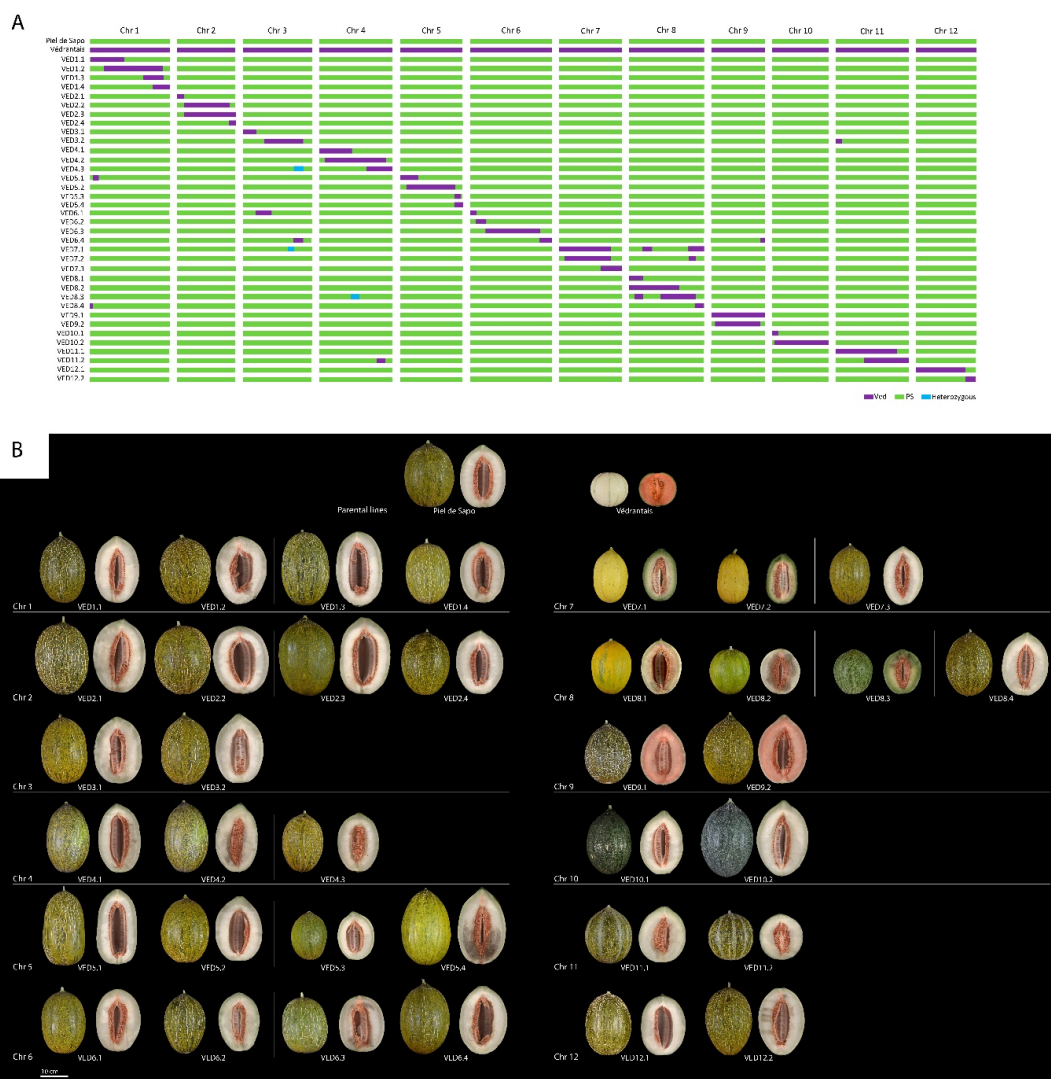 A
Chr 1 Chr 2 Chr 3 Chr 4 Chr 5 Chr 6 Chr 7 Chr 8 Chr 9 Chr 10 Chr 11 Chr 12
Piel de Sapo
Védrantais
VED1.1
VED1.2
VED1.3
VED1.4
VED2.1
VED2.2
VED2.3
VED2.4
VED3.1
VED3.2
VED4.1
VED4.2
VED4.3
VED5.1
VED5.2
VED5.3
VED5.4
VED6.1
VED6.2
VED6.3
VED6.4
VED7.1
VED7.2
VED7.3
VED8.1
VED8.2
VED8.3
VED8.4
VED9.1
VED9.2
VED10.1
VED10.2
VED11.1
VED11.2
VED12.1
VED12.2
Ved PS Heterozygous
B
Parental lines Piel de Sapo Védrantais
Chr 1 VED1.1 VED1.2 VED1.3 VED1.4
Chr 7 VED7.1 VED7.2 VED7.3
Chr 2 VED2.1 VED2.2 VED2.3 VED2.4
Chr 8 VED8.1 VED8.2 VED8.3 VED8.4
Chr 3 VED3.1 VED3.2
Chr 9 VED9.1 VED9.2
Chr 4 VED4.1 VED4.2 VED4.3
Chr 10 VED10.1 VED10.2
Chr 5 VED5.1 VED5.2 VED5.3 VED5.4
Chr 11 VED11.1 VED11.2
Chr 6 VED6.1 VED6.2 VED6.3 VED6.4
Chr 12 VED12.1 VED12.2
10 cm